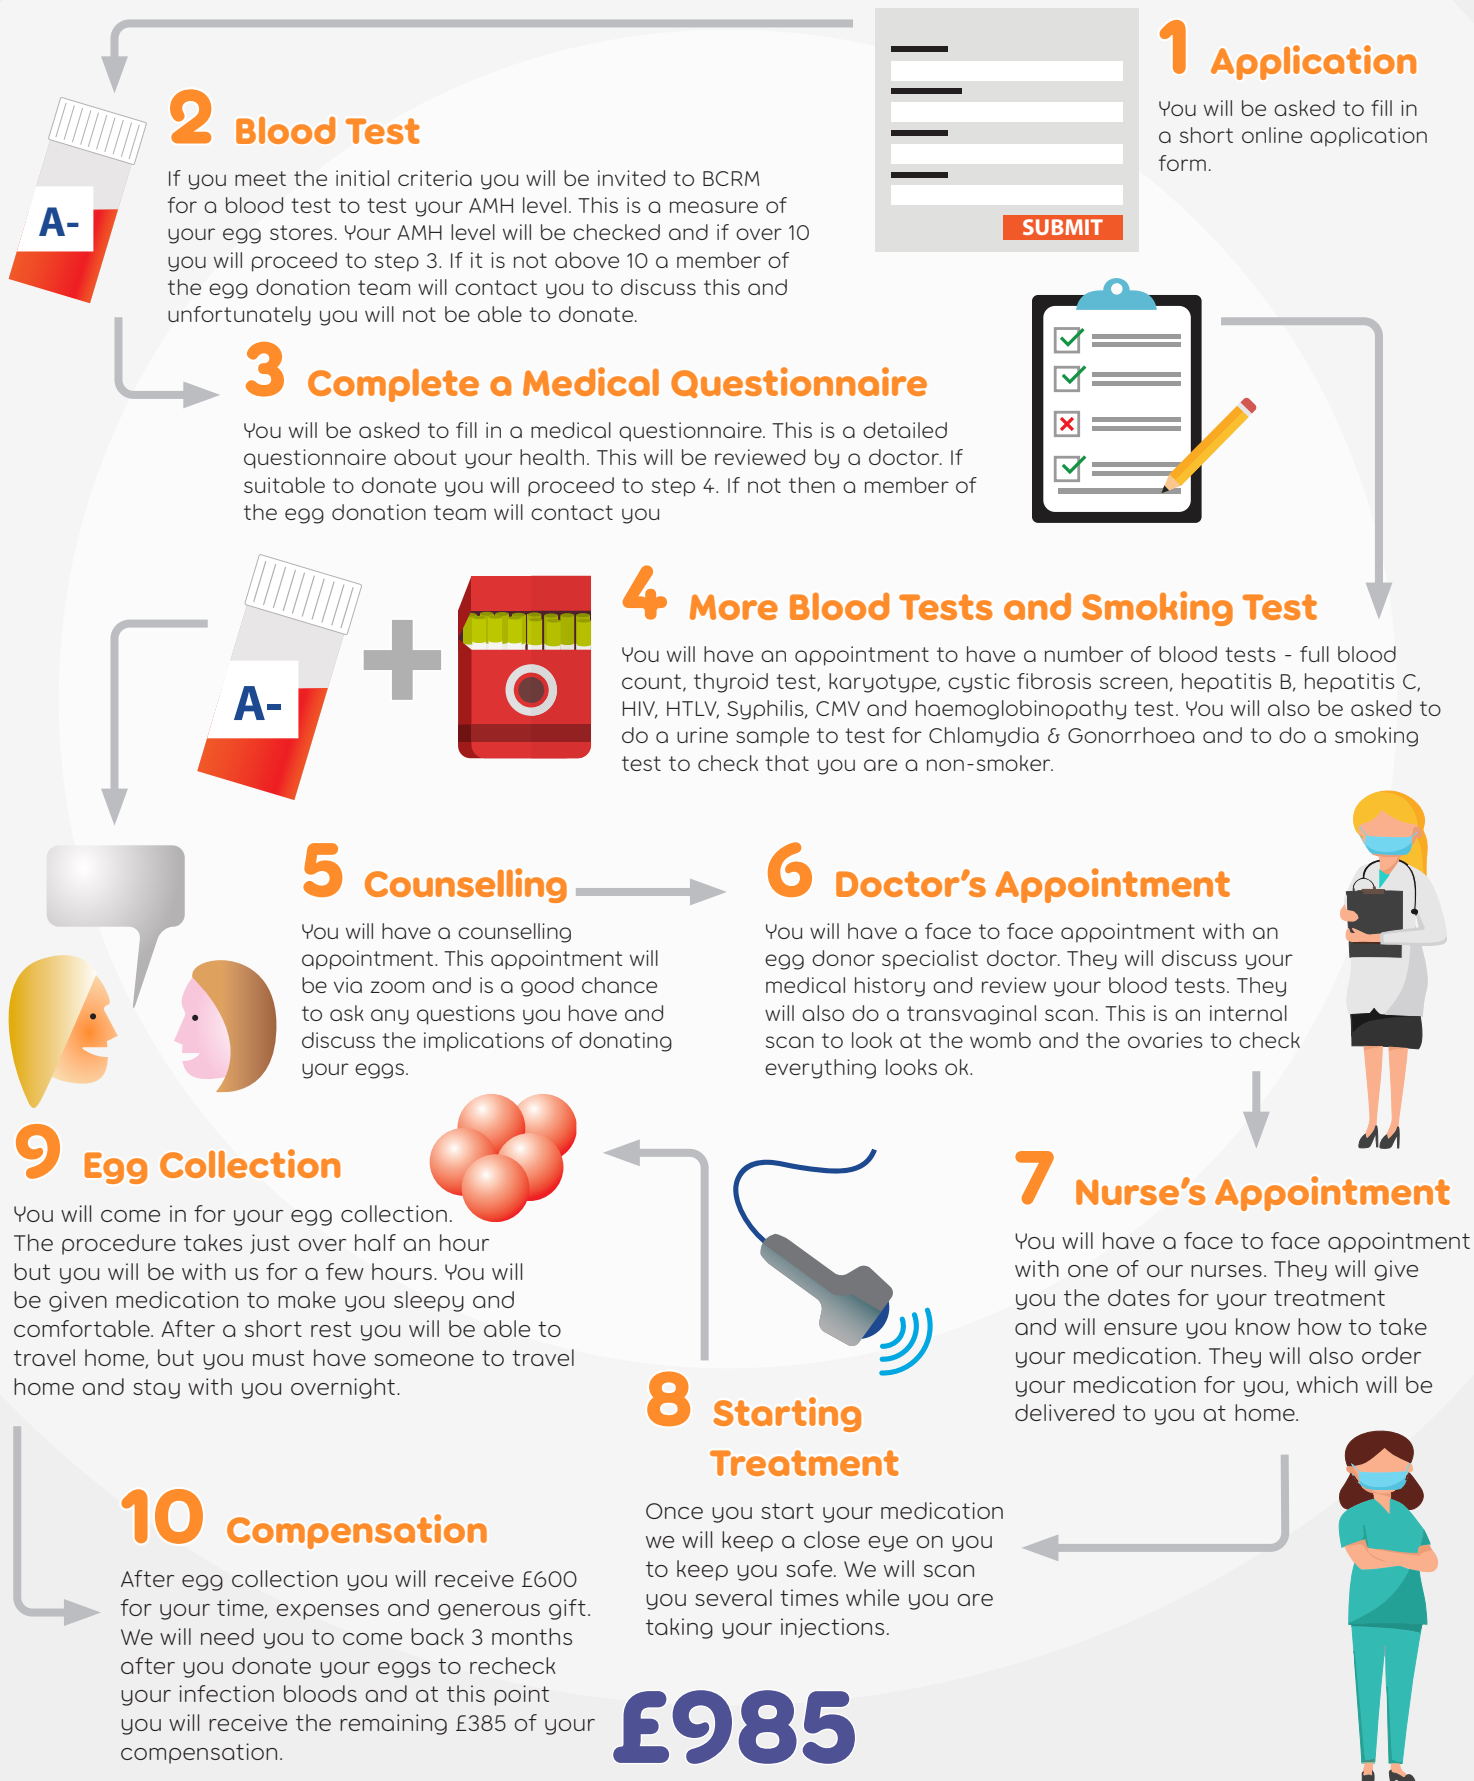 1 Application
You will be asked to fill in
a short online application
form.
SUBMIT
2 Blood Test
If you meet the initial criteria you will be invited to BCRM
for a blood test to test your AMH level. This is a measure of
your egg stores. Your AMH level will be checked and if over 10
you will proceed to step 3. If it is not above 10 a member of
the egg donation team will contact you to discuss this and
unfortunately you will not be able to donate.
A-
3 Complete a Medical Questionnaire
You will be asked to fill in a medical questionnaire. This is a detailed
questionnaire about your health. This will be reviewed by a doctor. If
suitable to donate you will proceed to step 4. If not then a member of
the egg donation team will contact you
4 More Blood Tests and Smoking Test
You will have an appointment to have a number of blood tests - full blood
count, thyroid test, karyotype, cystic fibrosis screen, hepatitis B, hepatitis C,
HIV, HTLV, Syphilis, CMV and haemoglobinopathy test. You will also be asked to
do a urine sample to test for Chlamydia & Gonorrhoea and to do a smoking
test to check that you are a non-smoker.
A-
5 Counselling
You will have a counselling
appointment. This appointment will
be via zoom and is a good chance
to ask any questions you have and
discuss the implications of donating
your eggs.
6 Doctor's Appointment
You will have a face to face appointment with an
egg donor specialist doctor. They will discuss your
medical history and review your blood tests. They
will also do a transvaginal scan. This is an internal
scan to look at the womb and the ovaries to check
everything looks ok.
7 Nurse's Appointment
You will have a face to face appointment
with one of our nurses. They will give
you the dates for your treatment
and will ensure you know how to take
your medication. They will also order
your medication for you, which will be
delivered to you at home.
8 Starting
Treatment
Once you start your medication
we will keep a close eye on you
to keep you safe. We will scan
you several times while you are
taking your injections.
9 Egg Collection
You will come in for your egg collection.
The procedure takes just over half an hour
but you will be with us for a few hours. You will
be given medication to make you sleepy and
comfortable. After a short rest you will be able to
travel home, but you must have someone to travel
home and stay with you overnight.
10 Compensation
After egg collection you will receive £600
for your time, expenses and generous gift.
We will need you to come back 3 months
after you donate your eggs to recheck
your infection bloods and at this point
you will receive the remaining £385 of your
compensation.
£985